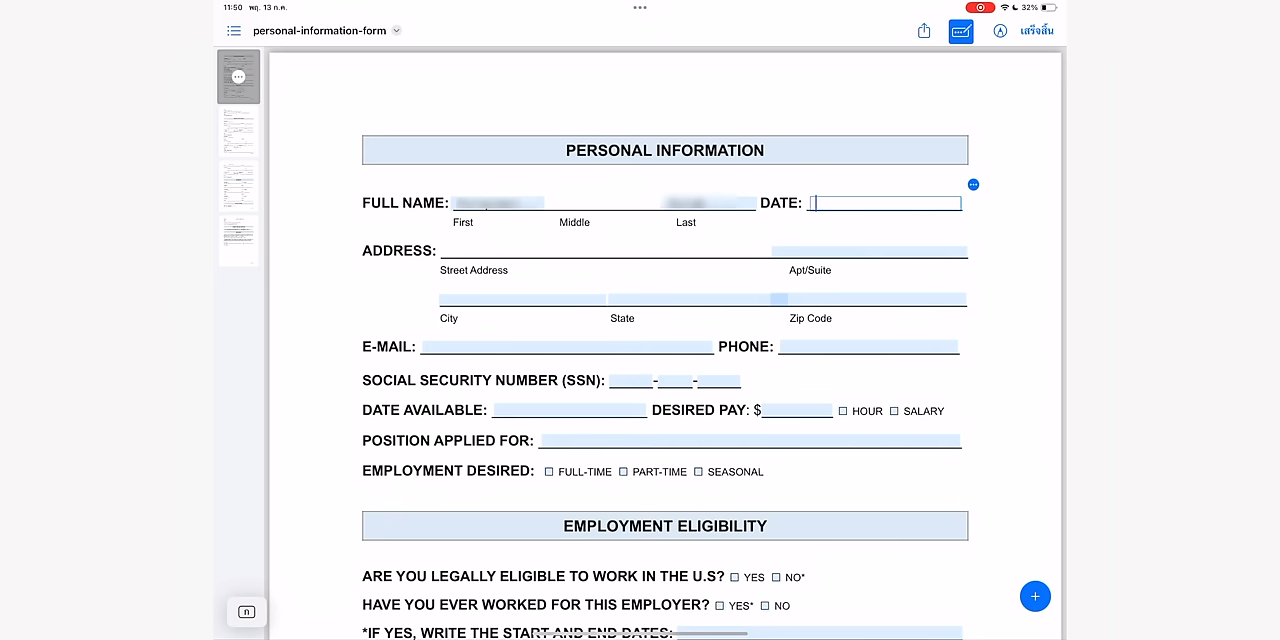 11:50 พฤ. 13 ก.ค.
32%
personal-information-form
เสร็จสิ้น
PERSONAL INFORMATION
FULL NAME: DATE:
First Middle Last
ADDRESS:
Street Address Apt/Suite
City State Zip Code
E-MAIL: PHONE:
SOCIAL SECURITY NUMBER (SSN): - -
DATE AVAILABLE: DESIRED PAY: $ HOUR SALARY
POSITION APPLIED FOR:
EMPLOYMENT DESIRED: FULL-TIME PART-TIME SEASONAL
EMPLOYMENT ELIGIBILITY
ARE YOU LEGALLY ELIGIBLE TO WORK IN THE U.S? YES NO*
HAVE YOU EVER WORKED FOR THIS EMPLOYER? YES* NO
*IF YES, WRITE THE START AND END DATES: